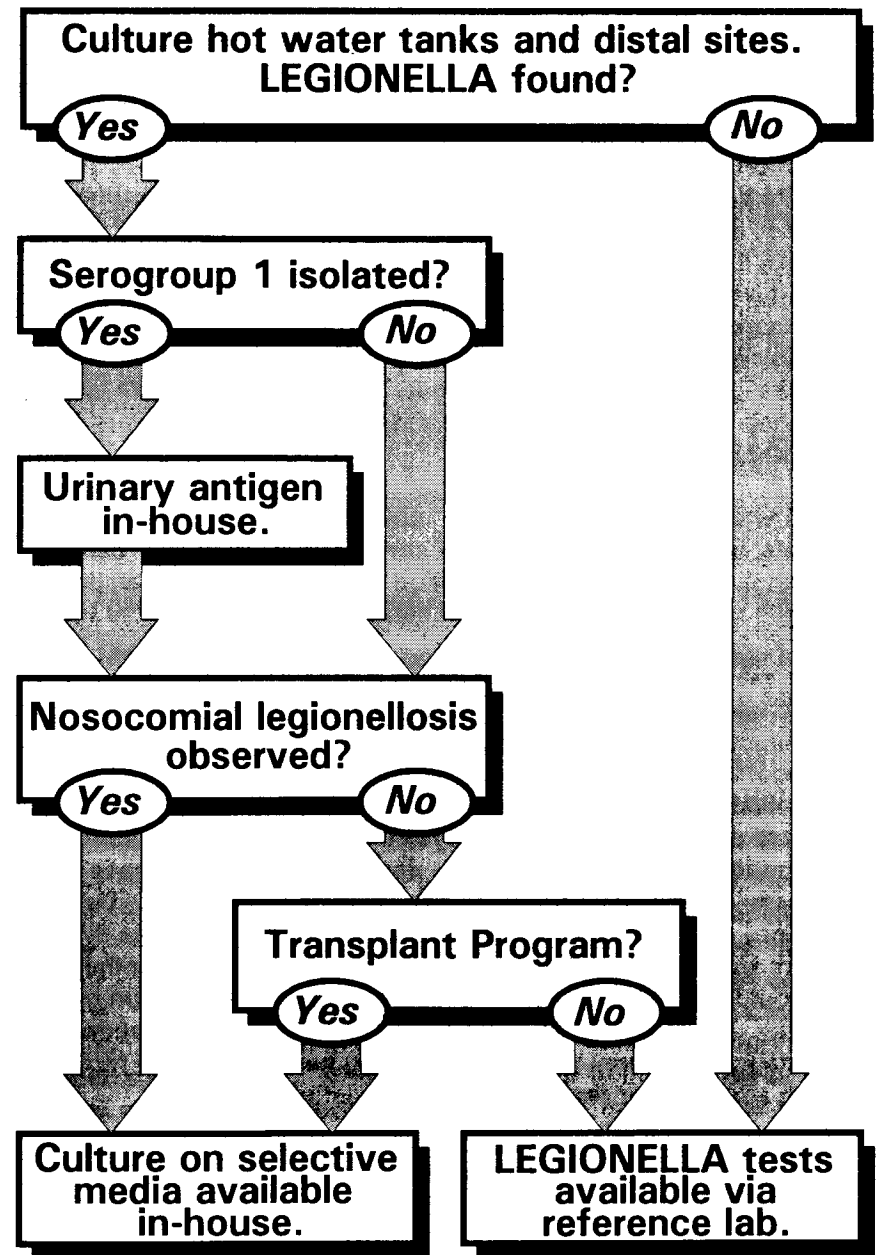 Culture hot water tanks and distal sites.
LEGIONELLA found?
Yes
No
Serogroup 1 isolated?
Yes
No
Urinary antigen
in-house.
Nosocomial legionellosis
observed?
Yes
No
Transplant Program?
Yes
No
Culture on selective
media available
in-house.
LEGIONELLA tests
available via
reference lab.